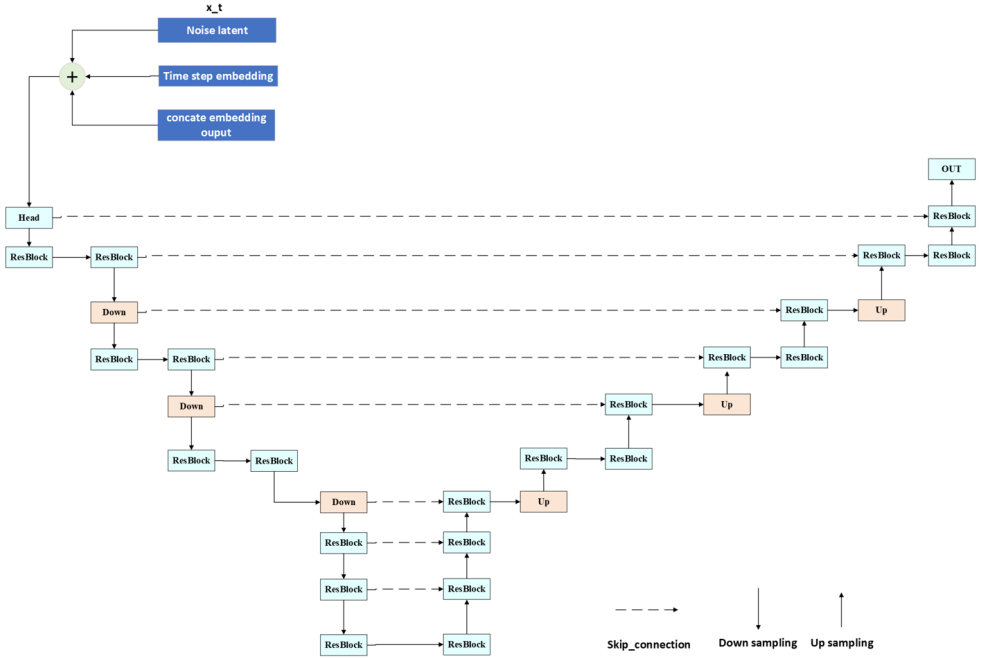 x_t
Noise latent
+
Time step embedding
concate embedding
ouput
OUT
Head
ResBlock
ResBlock
ResBlock
ResBlock
ResBlock
ResBlock
Down
ResBlock
Up
ResBlock
ResBlock
ResBlock
ResBlock
Down
ResBlock
Up
ResBlock
ResBlock
ResBlock
ResBlock
Down
ResBlock
Up
ResBlock
ResBlock
ResBlock
ResBlock
ResBlock
ResBlock
Skip_connection
Down sampling
Up sampling